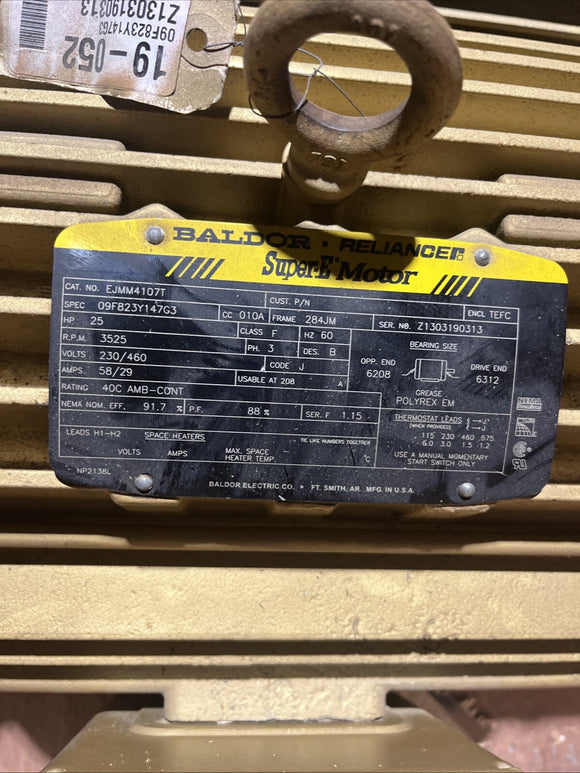 19-052
09F823Y147G3
Z1303190313
BALDOR • RELIANCER
Super-E Motor
CAT. NO. EJMM4107T
SPEC 09F823Y147G3 CUST. P/N
CC 010A FRAME 284JM ENCL TEFC
HP 25 CLASS F HZ 60 SER. NO. Z1303190313
R.P.M. 3525 PH. 3 DES. B
VOLTS 230/460 CODE J
AMPS 58/29 USABLE AT 208 A
RATING 40C AMB-CONT
NEMA NOM. EFF. 91.7 % P.F. 88 % SER. F 1.15
BEARING SIZE
OPP. END 6208
DRIVE END 6312
GREASE
POLYREX EM
THERMOSTAT LEADS J J
(WHEN PROVIDED)
115 230 460 .675
6.0 3.0 1.5 1.2
USE A MANUAL MOMENTARY
START SWITCH ONLY
LEADS H1-H2 SPACE HEATERS TIE LIKE NUMBERS TOGETHER
VOLTS AMPS MAX. SPACE
HEATER TEMP. °C
NP2138L
BALDOR ELECTRIC CO. • FT. SMITH, AR. MFG. IN U.S.A.
NEMA